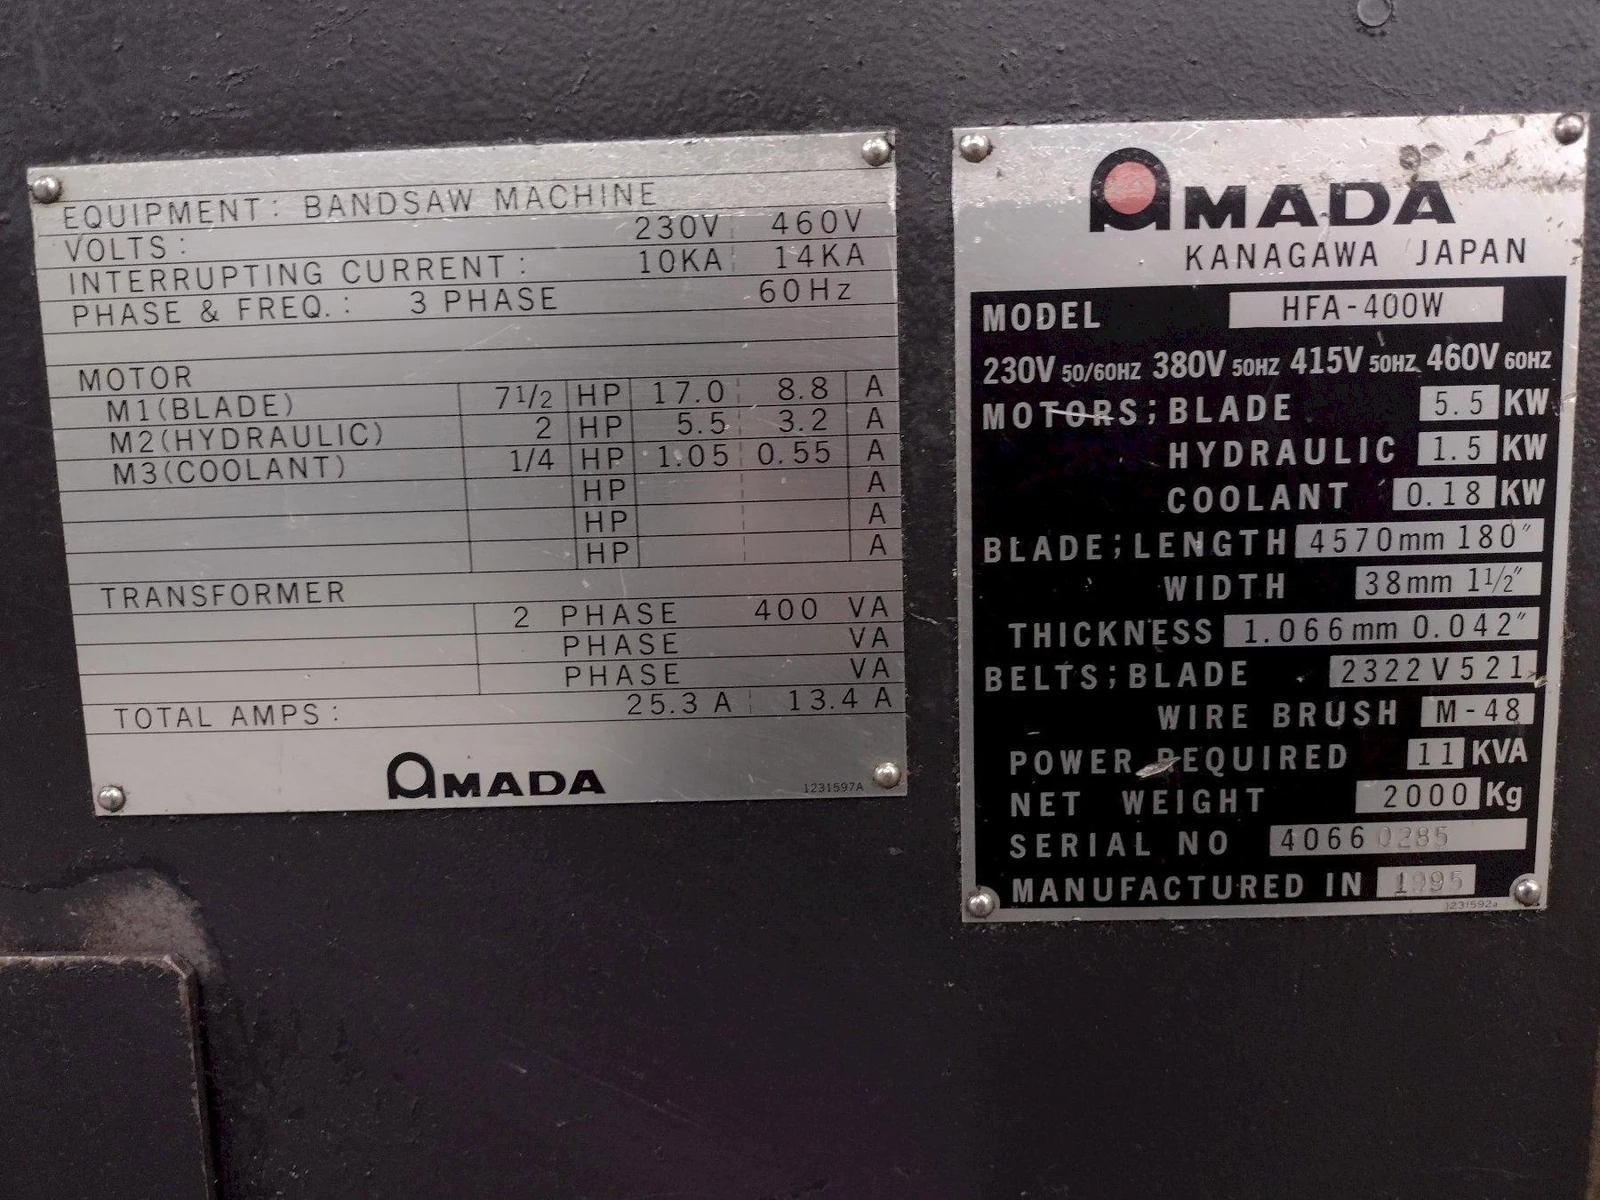 EQUIPMENT: BANDSAW MACHINE
VOLTS: 230V 460V
INTERRUPTING CURRENT: 10KA 14KA
PHASE & FREQ.: 3 PHASE 60Hz
MOTOR
M1(BLADE) 7 1/2 HP 17.0 8.8 A
M2(HYDRAULIC) 2 HP 5.5 3.2 A
M3(COOLANT) 1/4 HP 1.05 0.55 A
HP A
HP A
HP A
TRANSFORMER
2 PHASE 400 VA
PHASE VA
PHASE VA
TOTAL AMPS: 25.3 A 13.4 A
AMADA
1231597A
AMADA
KANAGAWA JAPAN
MODEL HFA-400W
230V 50/60HZ 380V 50HZ 415V 50HZ 460V 60HZ
MOTORS; BLADE 5.5 KW
HYDRAULIC 1.5 KW
COOLANT 0.18 KW
BLADE; LENGTH 4570mm 180″
WIDTH 38mm 1 1/2″
THICKNESS 1.066mm 0.042″
BELTS; BLADE 2322V521
WIRE BRUSH M-48
POWER REQUIRED 11 KVA
NET WEIGHT 2000 Kg
SERIAL NO 40660285
MANUFACTURED IN 1995
1231592a